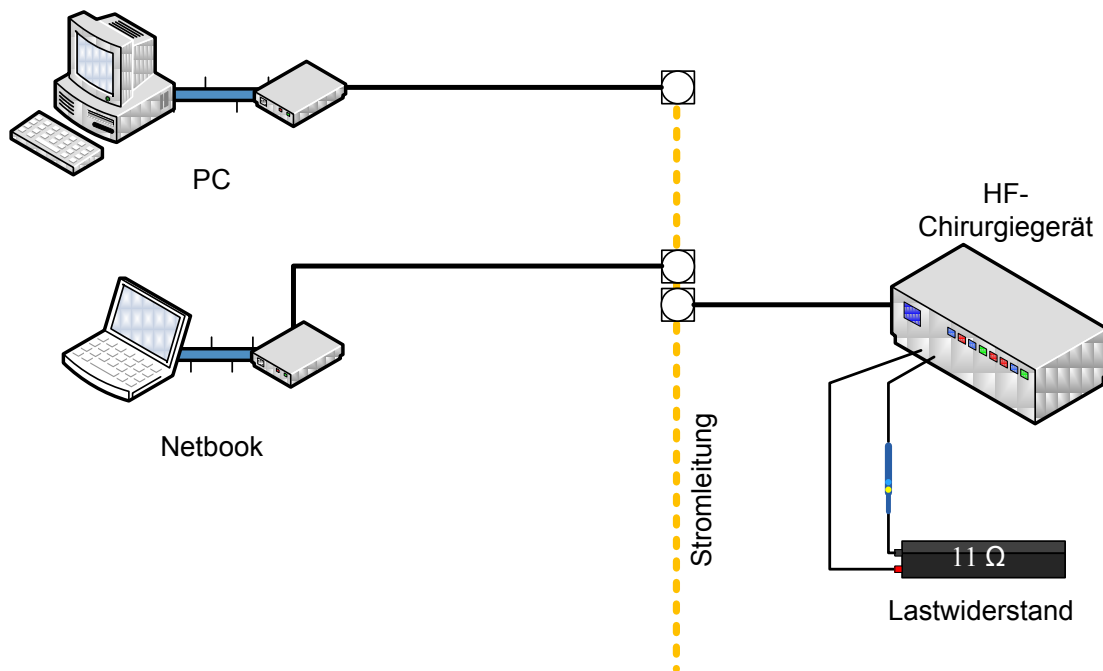 PC
HF-
Chirurgiegerät
Netbook
Stromleitung
11 Ω
Lastwiderstand